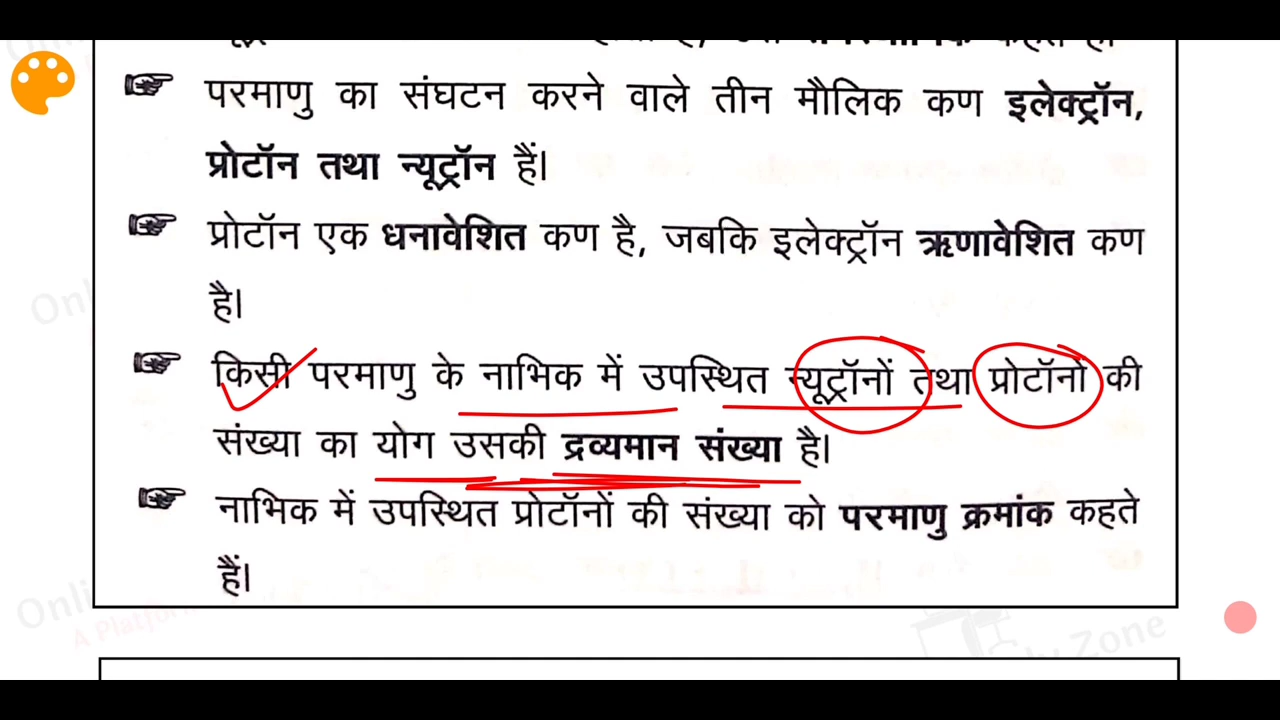 परमाणु का संघटन करने वाले तीन मौलिक कण इलेक्ट्रॉन,
प्रोटॉन तथा न्यूट्रॉन हैं।
प्रोटॉन एक धनावेशित कण है, जबकि इलेक्ट्रॉन ऋणावेशित कण
है।
किसी परमाणु के नाभिक में उपस्थित न्यूट्रॉनों तथा प्रोटॉनों की
संख्या का योग उसकी द्रव्यमान संख्या है।
नाभिक में उपस्थित प्रोटॉनों की संख्या को परमाणु क्रमांक कहते
हैं।
Zone